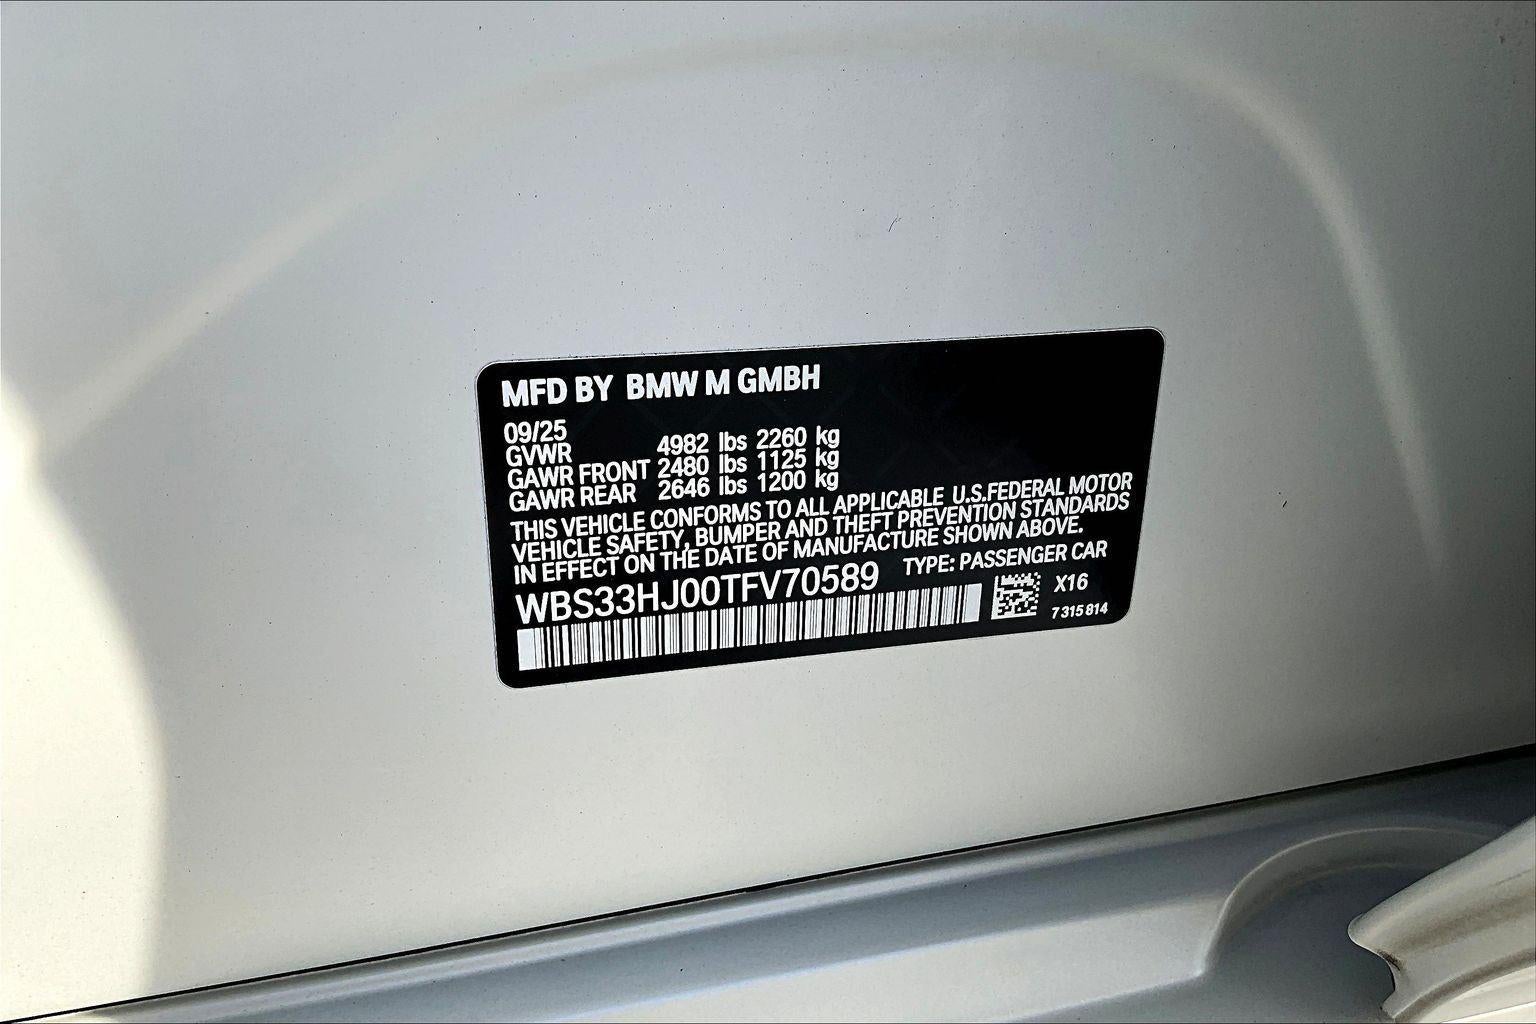 MFD BY BMW M GMBH
09/25
GVWR 4982 lbs 2260 kg
GAWR FRONT 2480 lbs 1125 kg
GAWR REAR 2646 lbs 1200 kg
THIS VEHICLE CONFORMS TO ALL APPLICABLE U.S.FEDERAL MOTOR
VEHICLE SAFETY, BUMPER AND THEFT PREVENTION STANDARDS
IN EFFECT ON THE DATE OF MANUFACTURE SHOWN ABOVE.
WBS33HJ00TFV70589 TYPE: PASSENGER CAR
X16
7 315 814